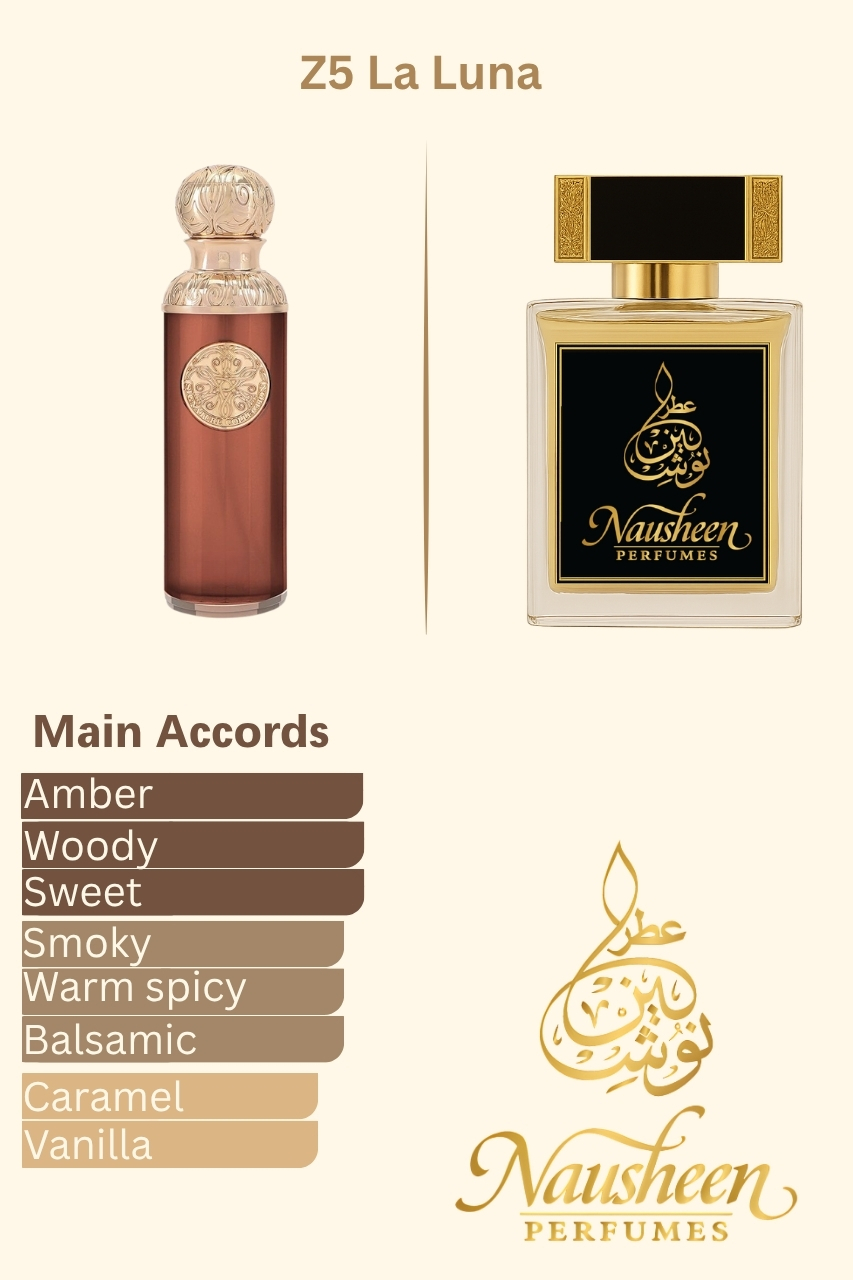 Z5 La Luna
عطر
نوشين
Nausheen
PERFUMES
Main Accords
Amber
Woody
Sweet
Smoky
Warm spicy
Balsamic
Caramel
Vanilla
عطر
نوشين
Nausheen
PERFUMES